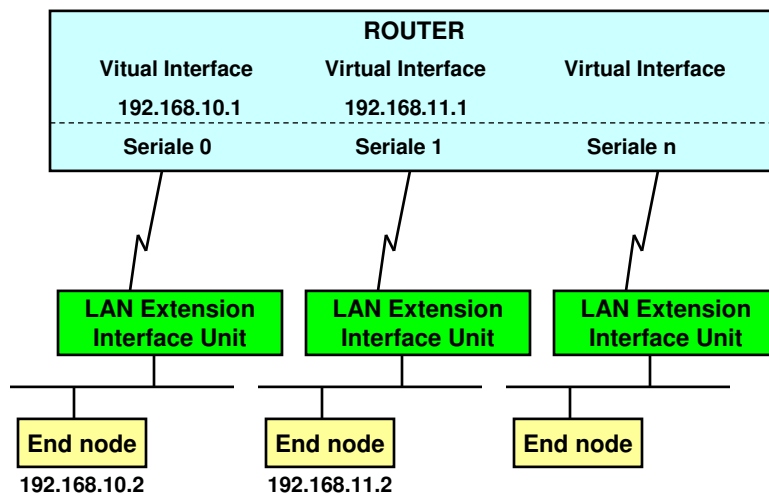 ROUTER
Vitual Interface Virtual Interface Virtual Interface
192.168.10.1 192.168.11.1
Seriale 0 Seriale 1 Seriale n
LAN Extension LAN Extension LAN Extension
Interface Unit Interface Unit Interface Unit
End node End node End node
192.168.10.2 192.168.11.2